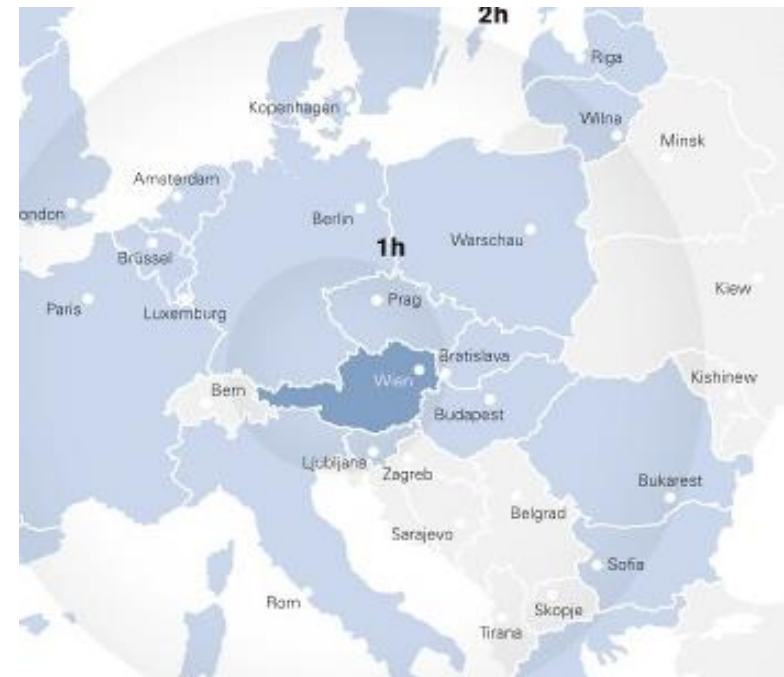 2h
Riga
Kopenhagen
Wilna
Minsk
Amsterdam
ondon
Berlin
Warschau
1h
Brüssel
Kiew
Prag
Paris
Luxemburg
Bratislava
Wien
Kishinew
Bern
Budapest
Ljubljana
Zagreb
Bukarest
Belgrad
Sarajevo
Sofia
Rom
Skopje
Tirana